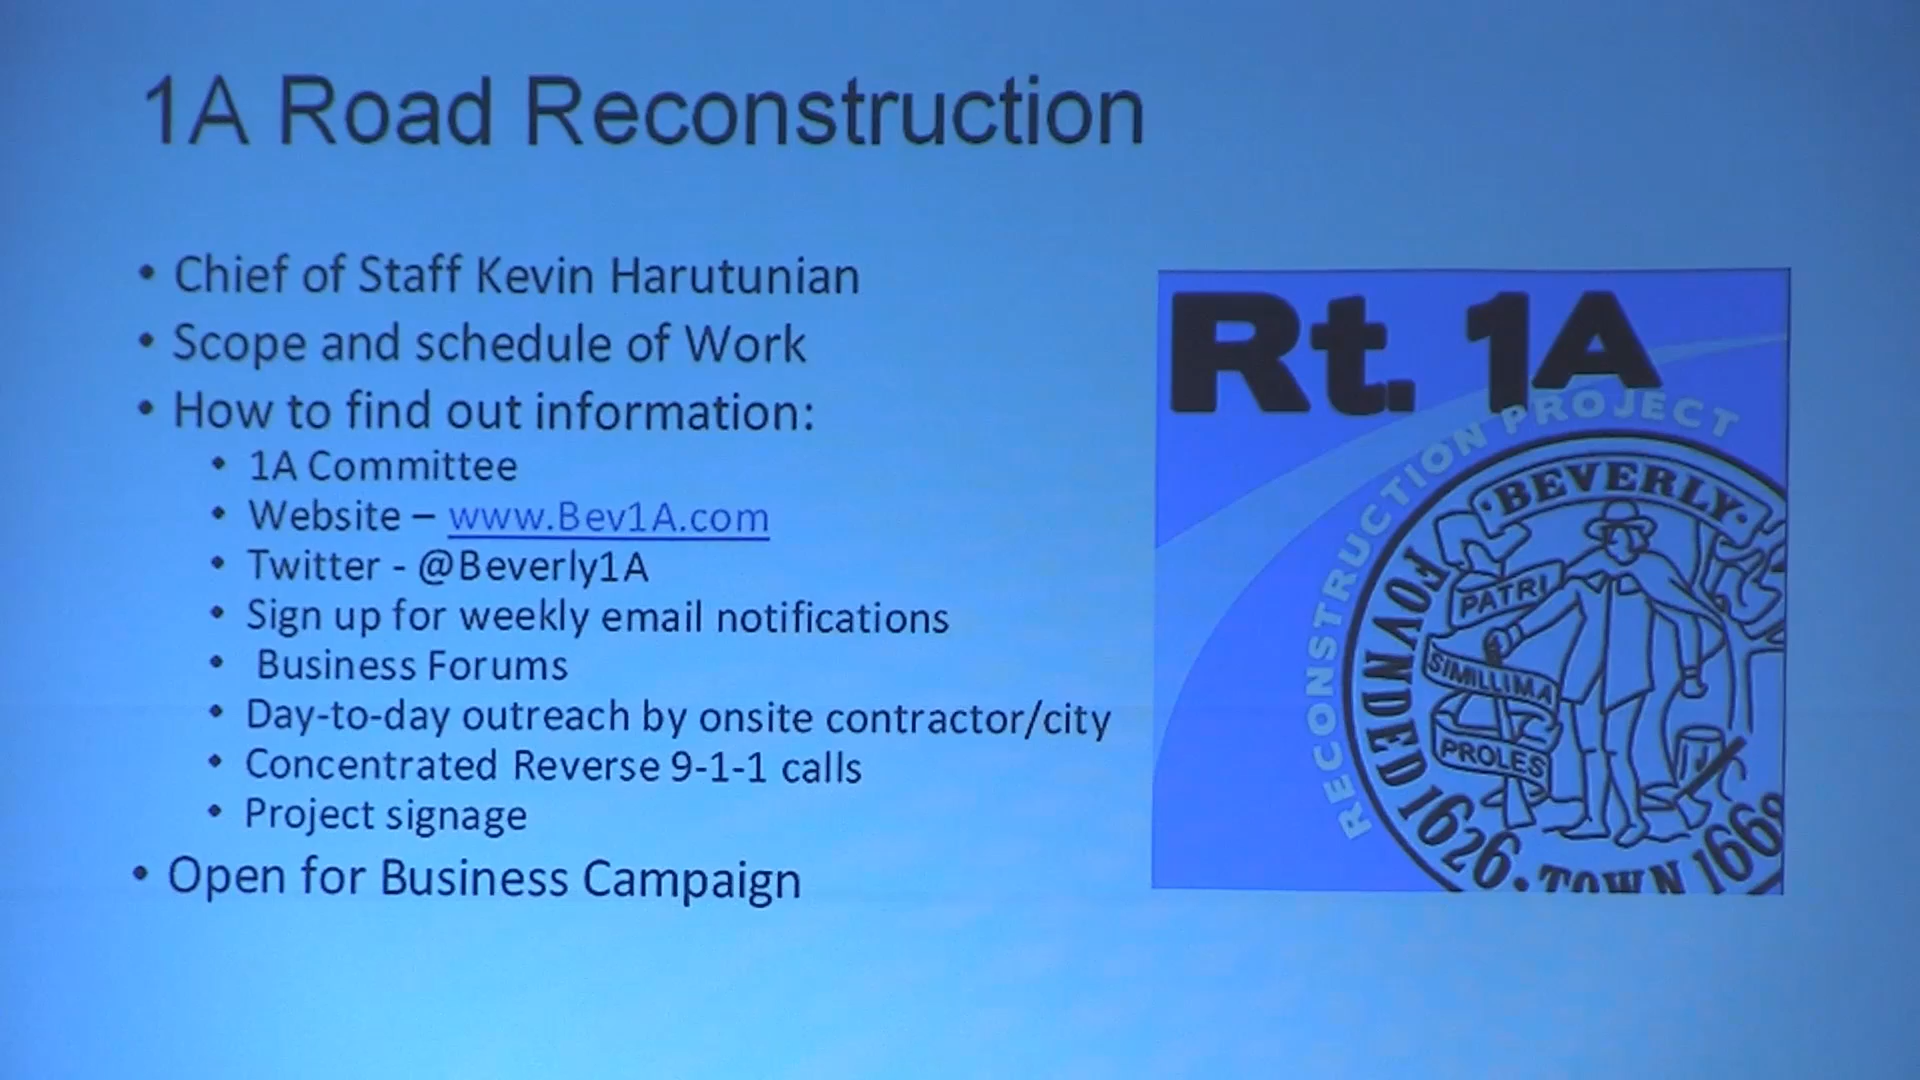 1A Road Reconstruction
• Chief of Staff Kevin Harutunian
• Scope and schedule of Work
• How to find out information:
• 1A Committee
• Website – www.Bev1A.com
• Twitter - @Beverly1A
• Sign up for weekly email notifications
• Business Forums
• Day-to-day outreach by onsite contractor/city
• Concentrated Reverse 9-1-1 calls
• Project signage
• Open for Business Campaign
Rt. 1A
RECONSTRUCTION PROJECT
·BEVERLY·
PATRI
SIMILLIMA
PROLES
FOVNDED 1626. TOWN 1668